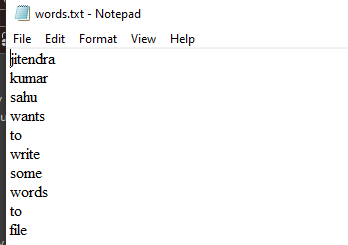 words.txt - Notepad
File Edit Format View Help
jitendra
kumar
sahu
wants
to
write
some
words
to
file